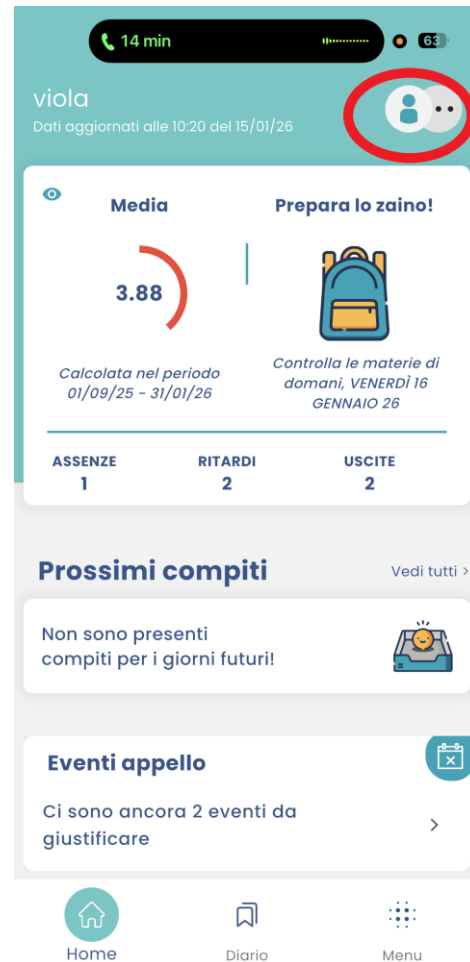 14 min
63
viola
Dati aggiornati alle 10:20 del 15/01/26
Media
3.88
Calcolata nel periodo
01/09/25 - 31/01/26
Prepara lo zaino!
Controlla le materie di
domani, VENERDÌ 16
GENNAIO 26
ASSENZE
1
RITARDI
2
USCITE
2
Prossimi compiti
Vedi tutti >
Non sono presenti
compiti per i giorni futuri!
Eventi appello
Ci sono ancora 2 eventi da
giustificare
Home
Diario
Menu